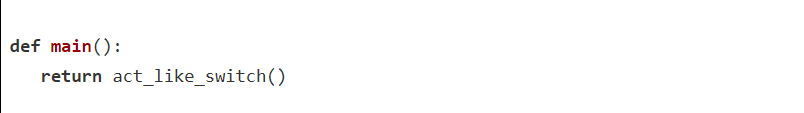 def main():
   return act_like_switch()